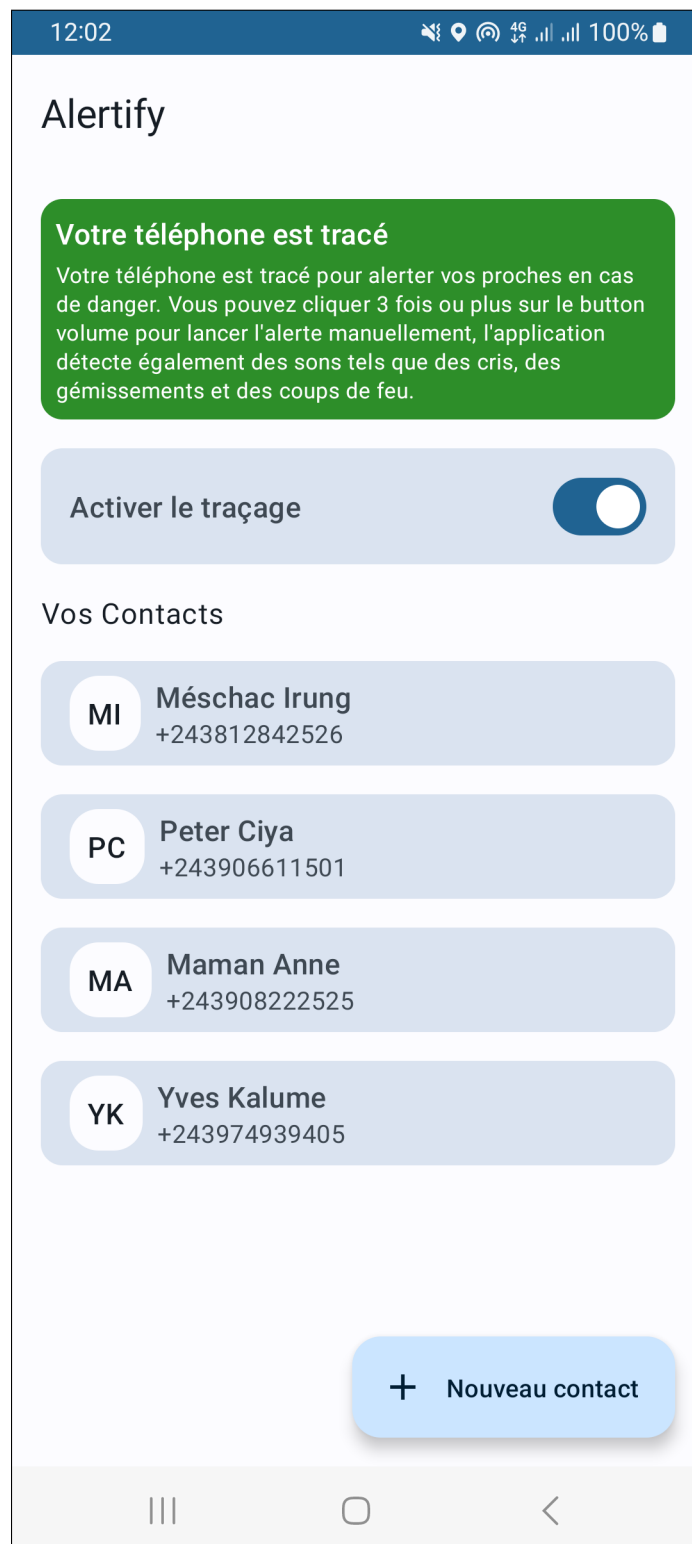 12:02
4G
100%
Alertify
Votre téléphone est tracé
Votre téléphone est tracé pour alerter vos proches en cas
de danger. Vous pouvez cliquer 3 fois ou plus sur le button
volume pour lancer l'alerte manuellement, l'application
détecte également des sons tels que des cris, des
gémissements et des coups de feu.
Activer le traçage
Vos Contacts
MI
Méschac Irung
+243812842526
PC
Peter Ciya
+243906611501
MA
Maman Anne
+243908222525
YK
Yves Kalume
+243974939405
+ Nouveau contact